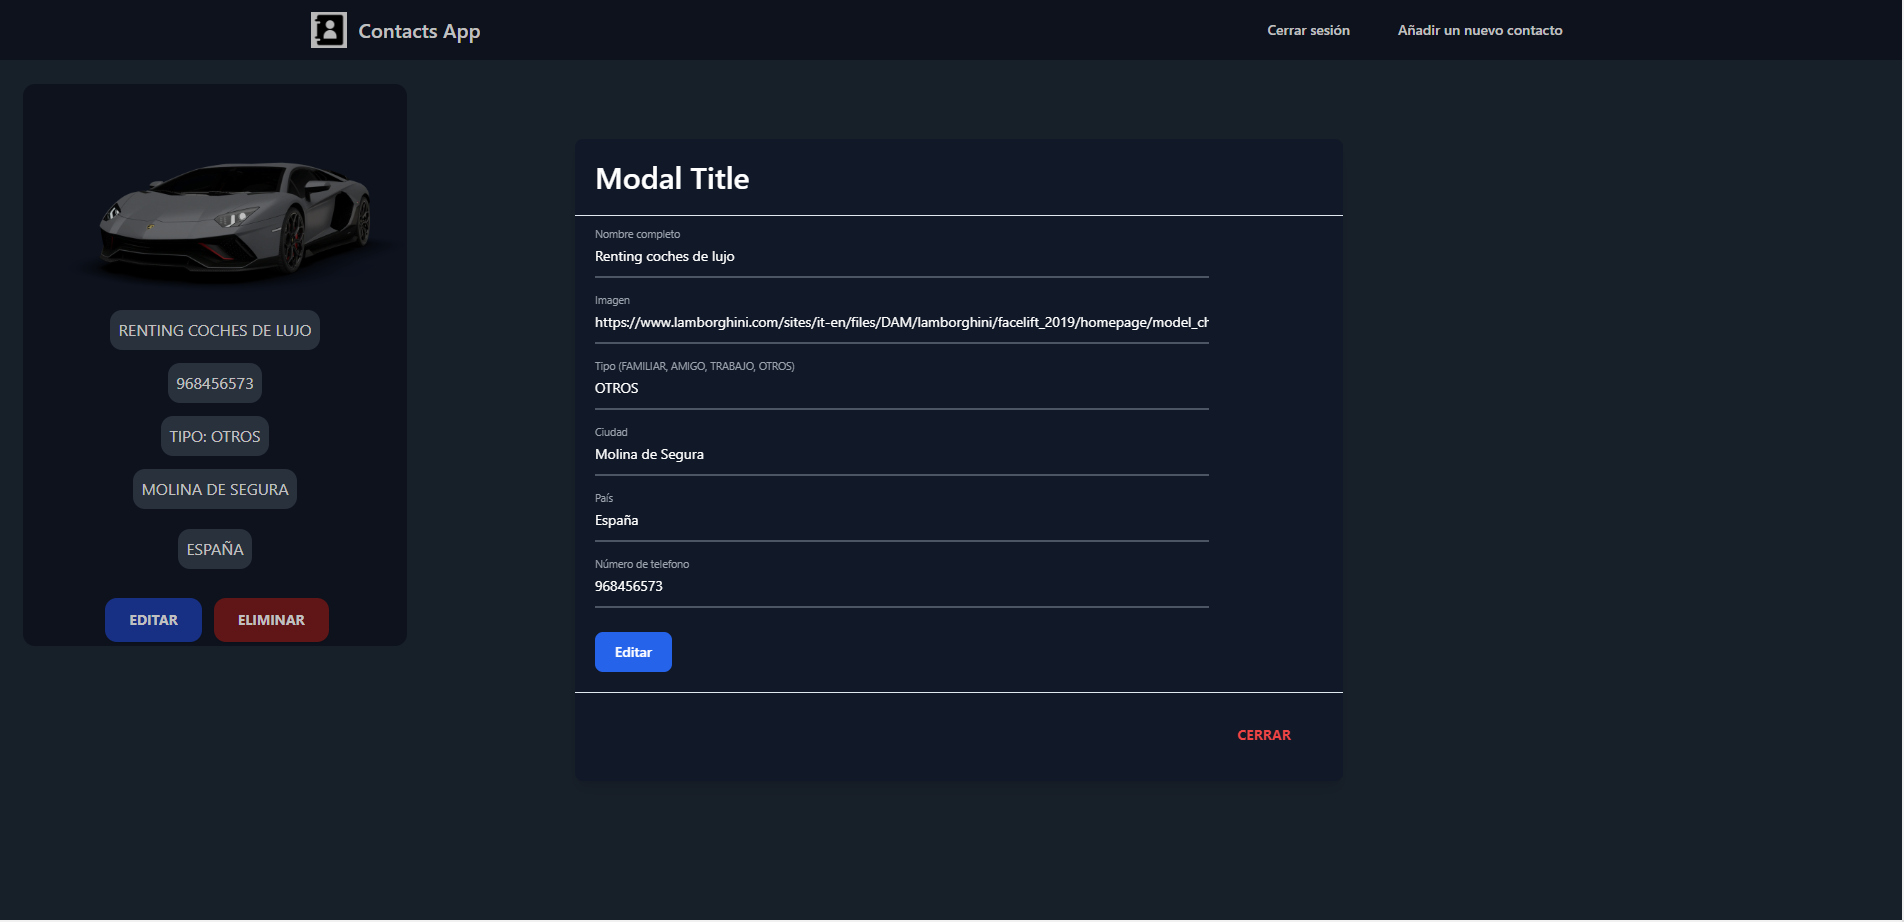 Contacts App
Cerrar sesión
Añadir un nuevo contacto
RENTING COCHES DE LUJO
968456573
TIPO: OTROS
MOLINA DE SEGURA
ESPAÑA
EDITAR
ELIMINAR
Modal Title
Nombre completo
Renting coches de lujo
Imagen
https://www.lamborghini.com/sites/it-en/files/DAM/lamborghini/facelift_2019/homepage/model_ch
Tipo (FAMILIAR, AMIGO, TRABAJO, OTROS)
OTROS
Ciudad
Molina de Segura
País
España
Número de telefono
968456573
Editar
CERRAR